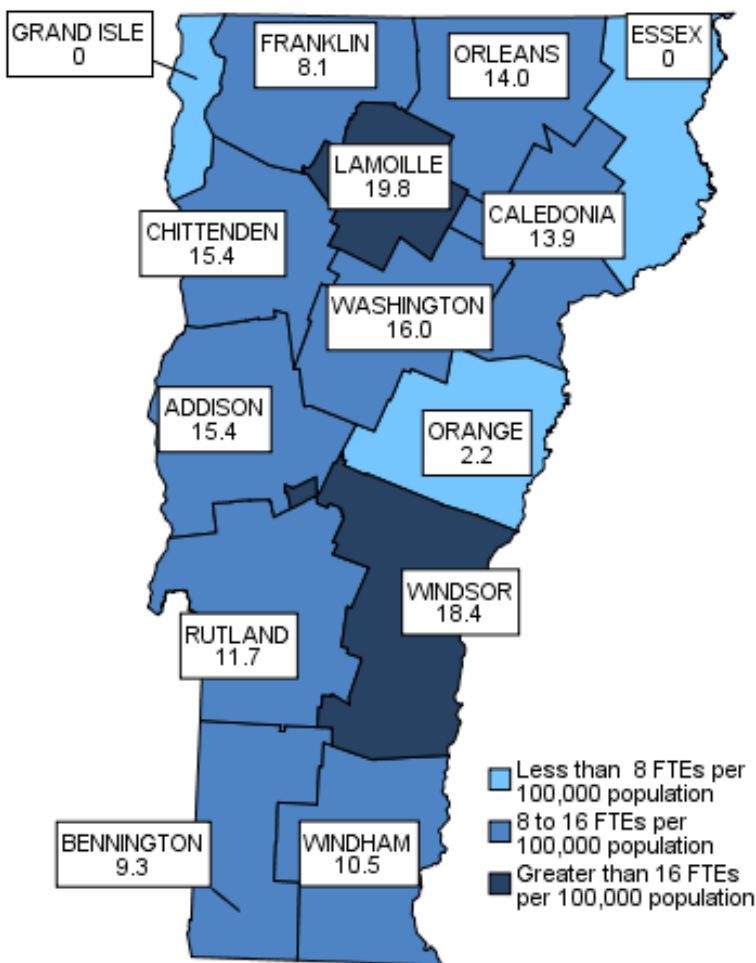 GRAND ISLE
0
FRANKLIN
8.1
ORLEANS
14.0
ESSEX
0
LAMOILLE
19.8
CALEDONIA
13.9
CHITTENDEN
15.4
WASHINGTON
16.0
ADDISON
15.4
ORANGE
2.2
WINDSOR
18.4
RUTLAND
11.7
BENNINGTON
9.3
WINDHAM
10.5
Less than 8 FTEs per
100,000 population
8 to 16 FTEs per
100,000 population
Greater than 16 FTEs
per 100,000 population